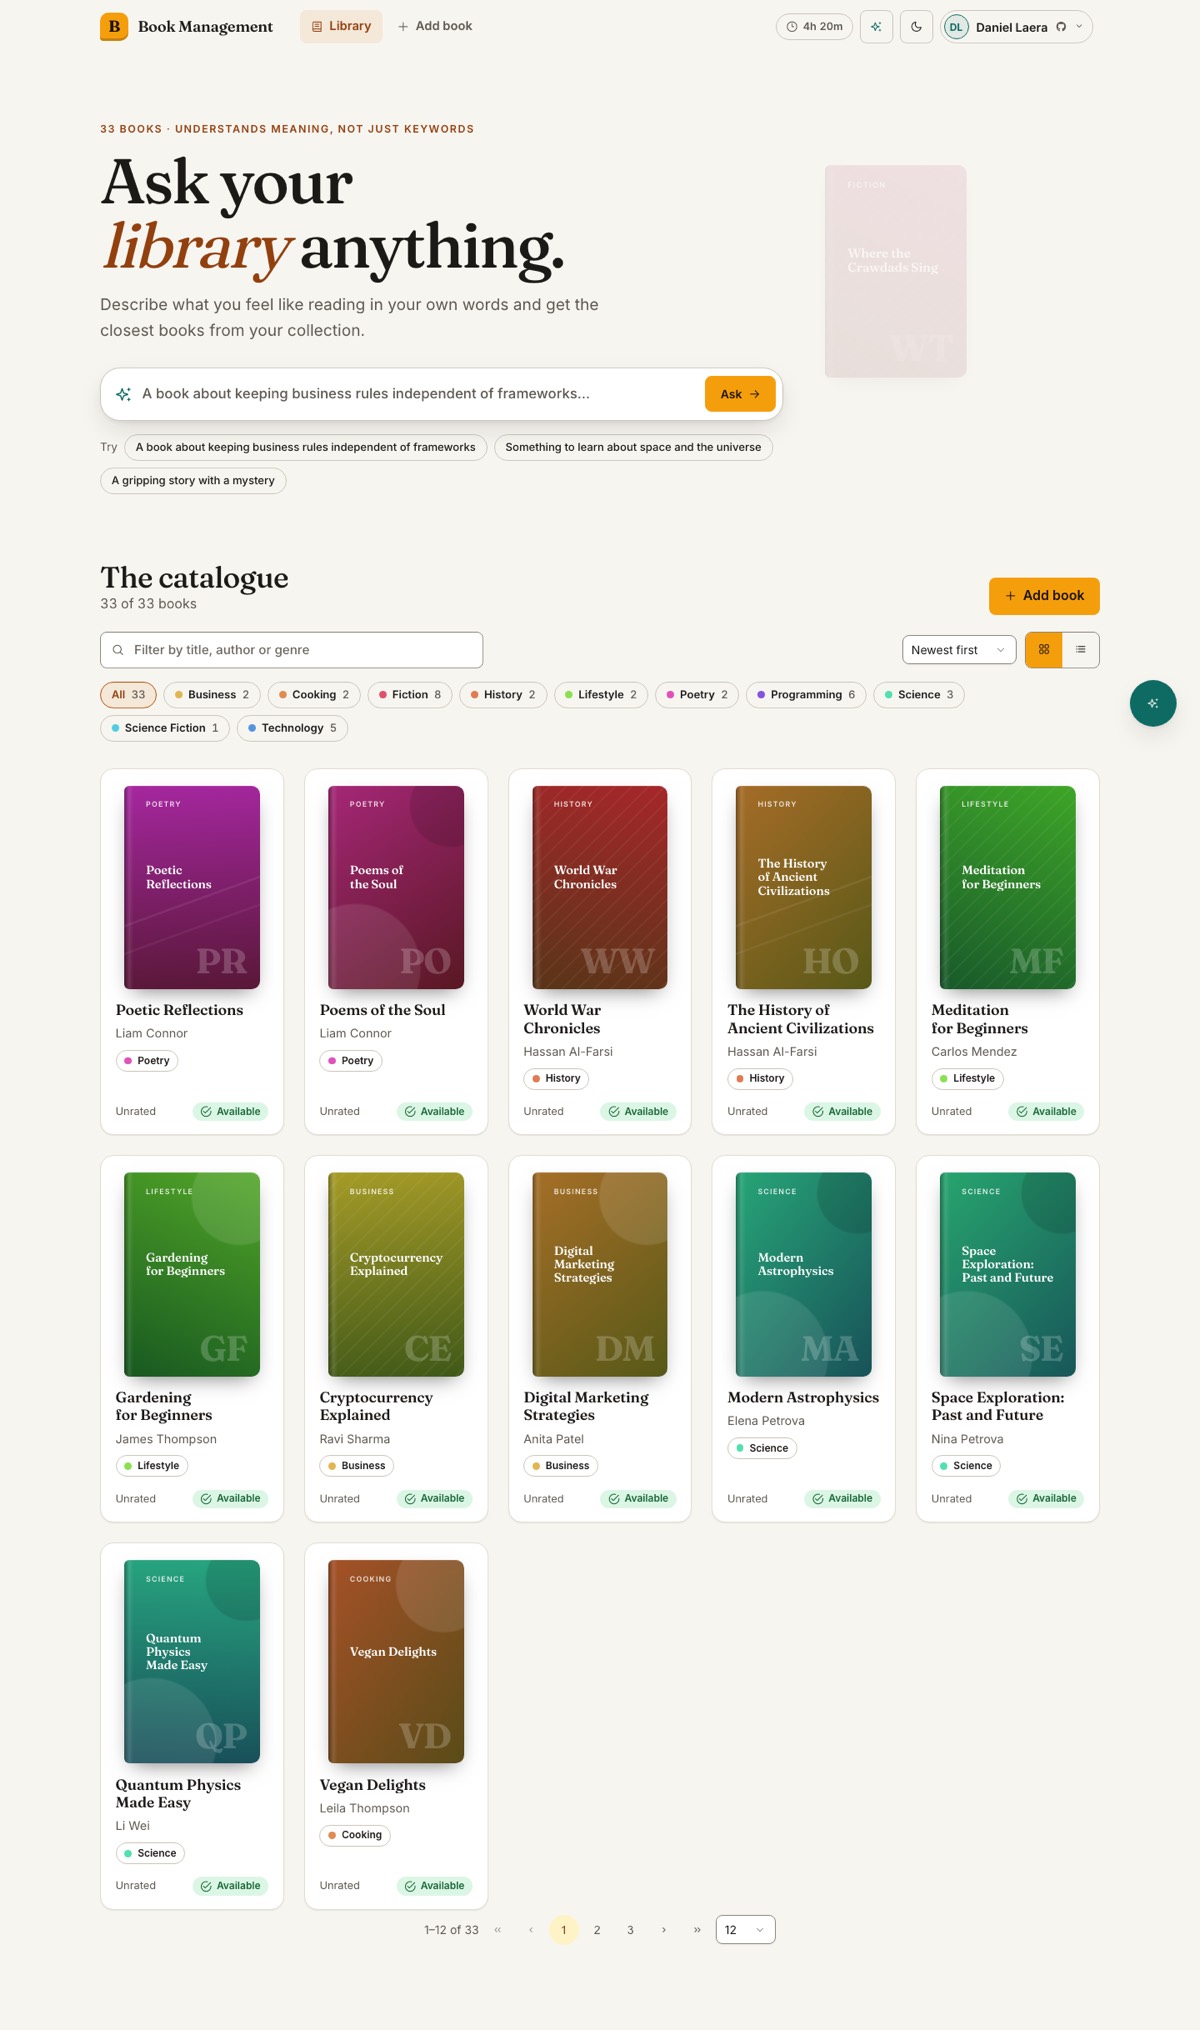 B Book Management Library + Add book 4h 20m DL Daniel Laera
33 BOOKS · UNDERSTANDS MEANING, NOT JUST KEYWORDS
Ask your
library anything.
Describe what you feel like reading in your own words and get the
closest books from your collection.
A book about keeping business rules independent of frameworks...
Ask →
Try
A book about keeping business rules independent of frameworks
Something to learn about space and the universe
A gripping story with a mystery
FICTION
Where the
Crawdads Sing
WT
The catalogue
33 of 33 books
+ Add book
Filter by title, author or genre
Newest first
All 33
Business 2
Cooking 2
Fiction 8
History 2
Lifestyle 2
Poetry 2
Programming 6
Science 3
Science Fiction 1
Technology 5
POETRY
Poetic
Reflections
PR
Poetic Reflections
Liam Connor
Poetry
Unrated
Available
POETRY
Poems of
the Soul
PO
Poems of the Soul
Liam Connor
Poetry
Unrated
Available
HISTORY
World War
Chronicles
WW
World War
Chronicles
Hassan Al-Farsi
History
Unrated
Available
HISTORY
The History
of Ancient
Civilizations
HO
The History of
Ancient Civilizations
Hassan Al-Farsi
History
Unrated
Available
LIFESTYLE
Meditation
for Beginners
MF
Meditation
for Beginners
Carlos Mendez
Lifestyle
Unrated
Available
LIFESTYLE
Gardening
for Beginners
GF
Gardening
for Beginners
James Thompson
Lifestyle
Unrated
Available
BUSINESS
Cryptocurrency
Explained
CE
Cryptocurrency
Explained
Ravi Sharma
Business
Unrated
Available
BUSINESS
Digital
Marketing
Strategies
DM
Digital Marketing
Strategies
Anita Patel
Business
Unrated
Available
SCIENCE
Modern
Astrophysics
MA
Modern Astrophysics
Elena Petrova
Science
Unrated
Available
SCIENCE
Space
Exploration:
Past and Future
SE
Space Exploration:
Past and Future
Nina Petrova
Science
Unrated
Available
SCIENCE
Quantum
Physics
Made Easy
QP
Quantum Physics
Made Easy
Li Wei
Science
Unrated
Available
COOKING
Vegan Delights
VD
Vegan Delights
Leila Thompson
Cooking
Unrated
Available
1–12 of 33 « ‹ 1 2 3 › » 12